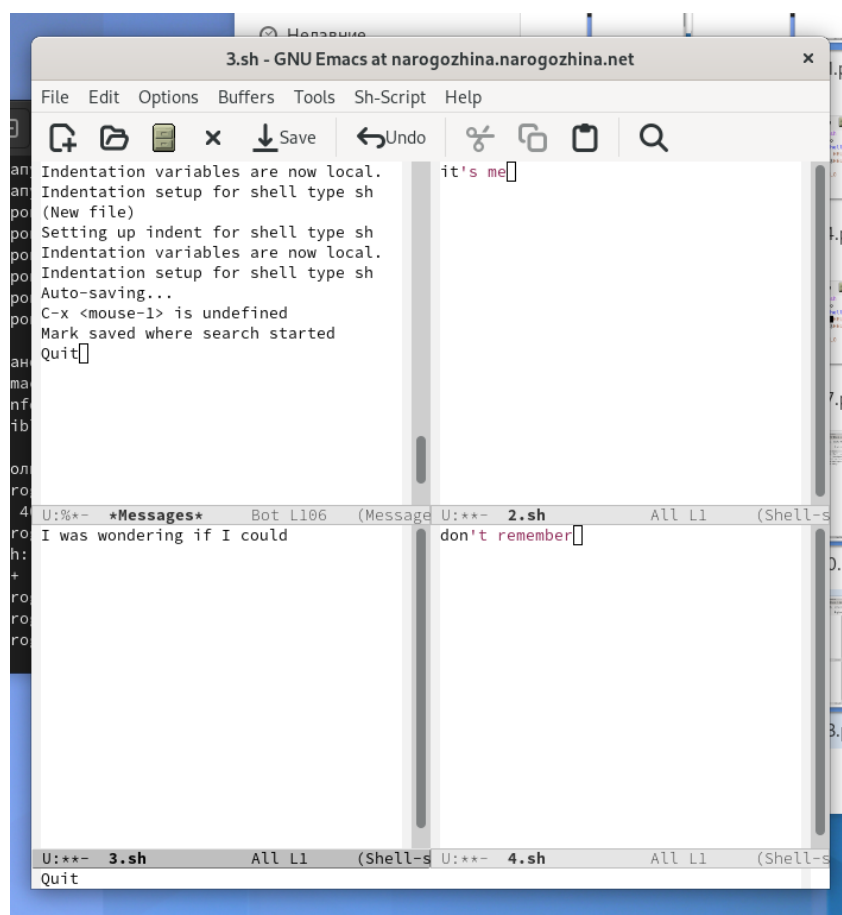 Недавние
3.sh - GNU Emacs at narogozhina.narogozhina.net
File Edit Options Buffers Tools Sh-Script Help
Save Undo
Indentation variables are now local.
Indentation setup for shell type sh
(New file)
Setting up indent for shell type sh
Indentation variables are now local.
Indentation setup for shell type sh
Auto-saving...
C-x <mouse-1> is undefined
Mark saved where search started
Quit
U:%*- *Messages* Bot L106 (Message
it's me
U:**- 2.sh All L1 (Shell-s
I was wondering if I could
U:**- 3.sh All L1 (Shell-s
don't remember
U:**- 4.sh All L1 (Shell-s
Quit